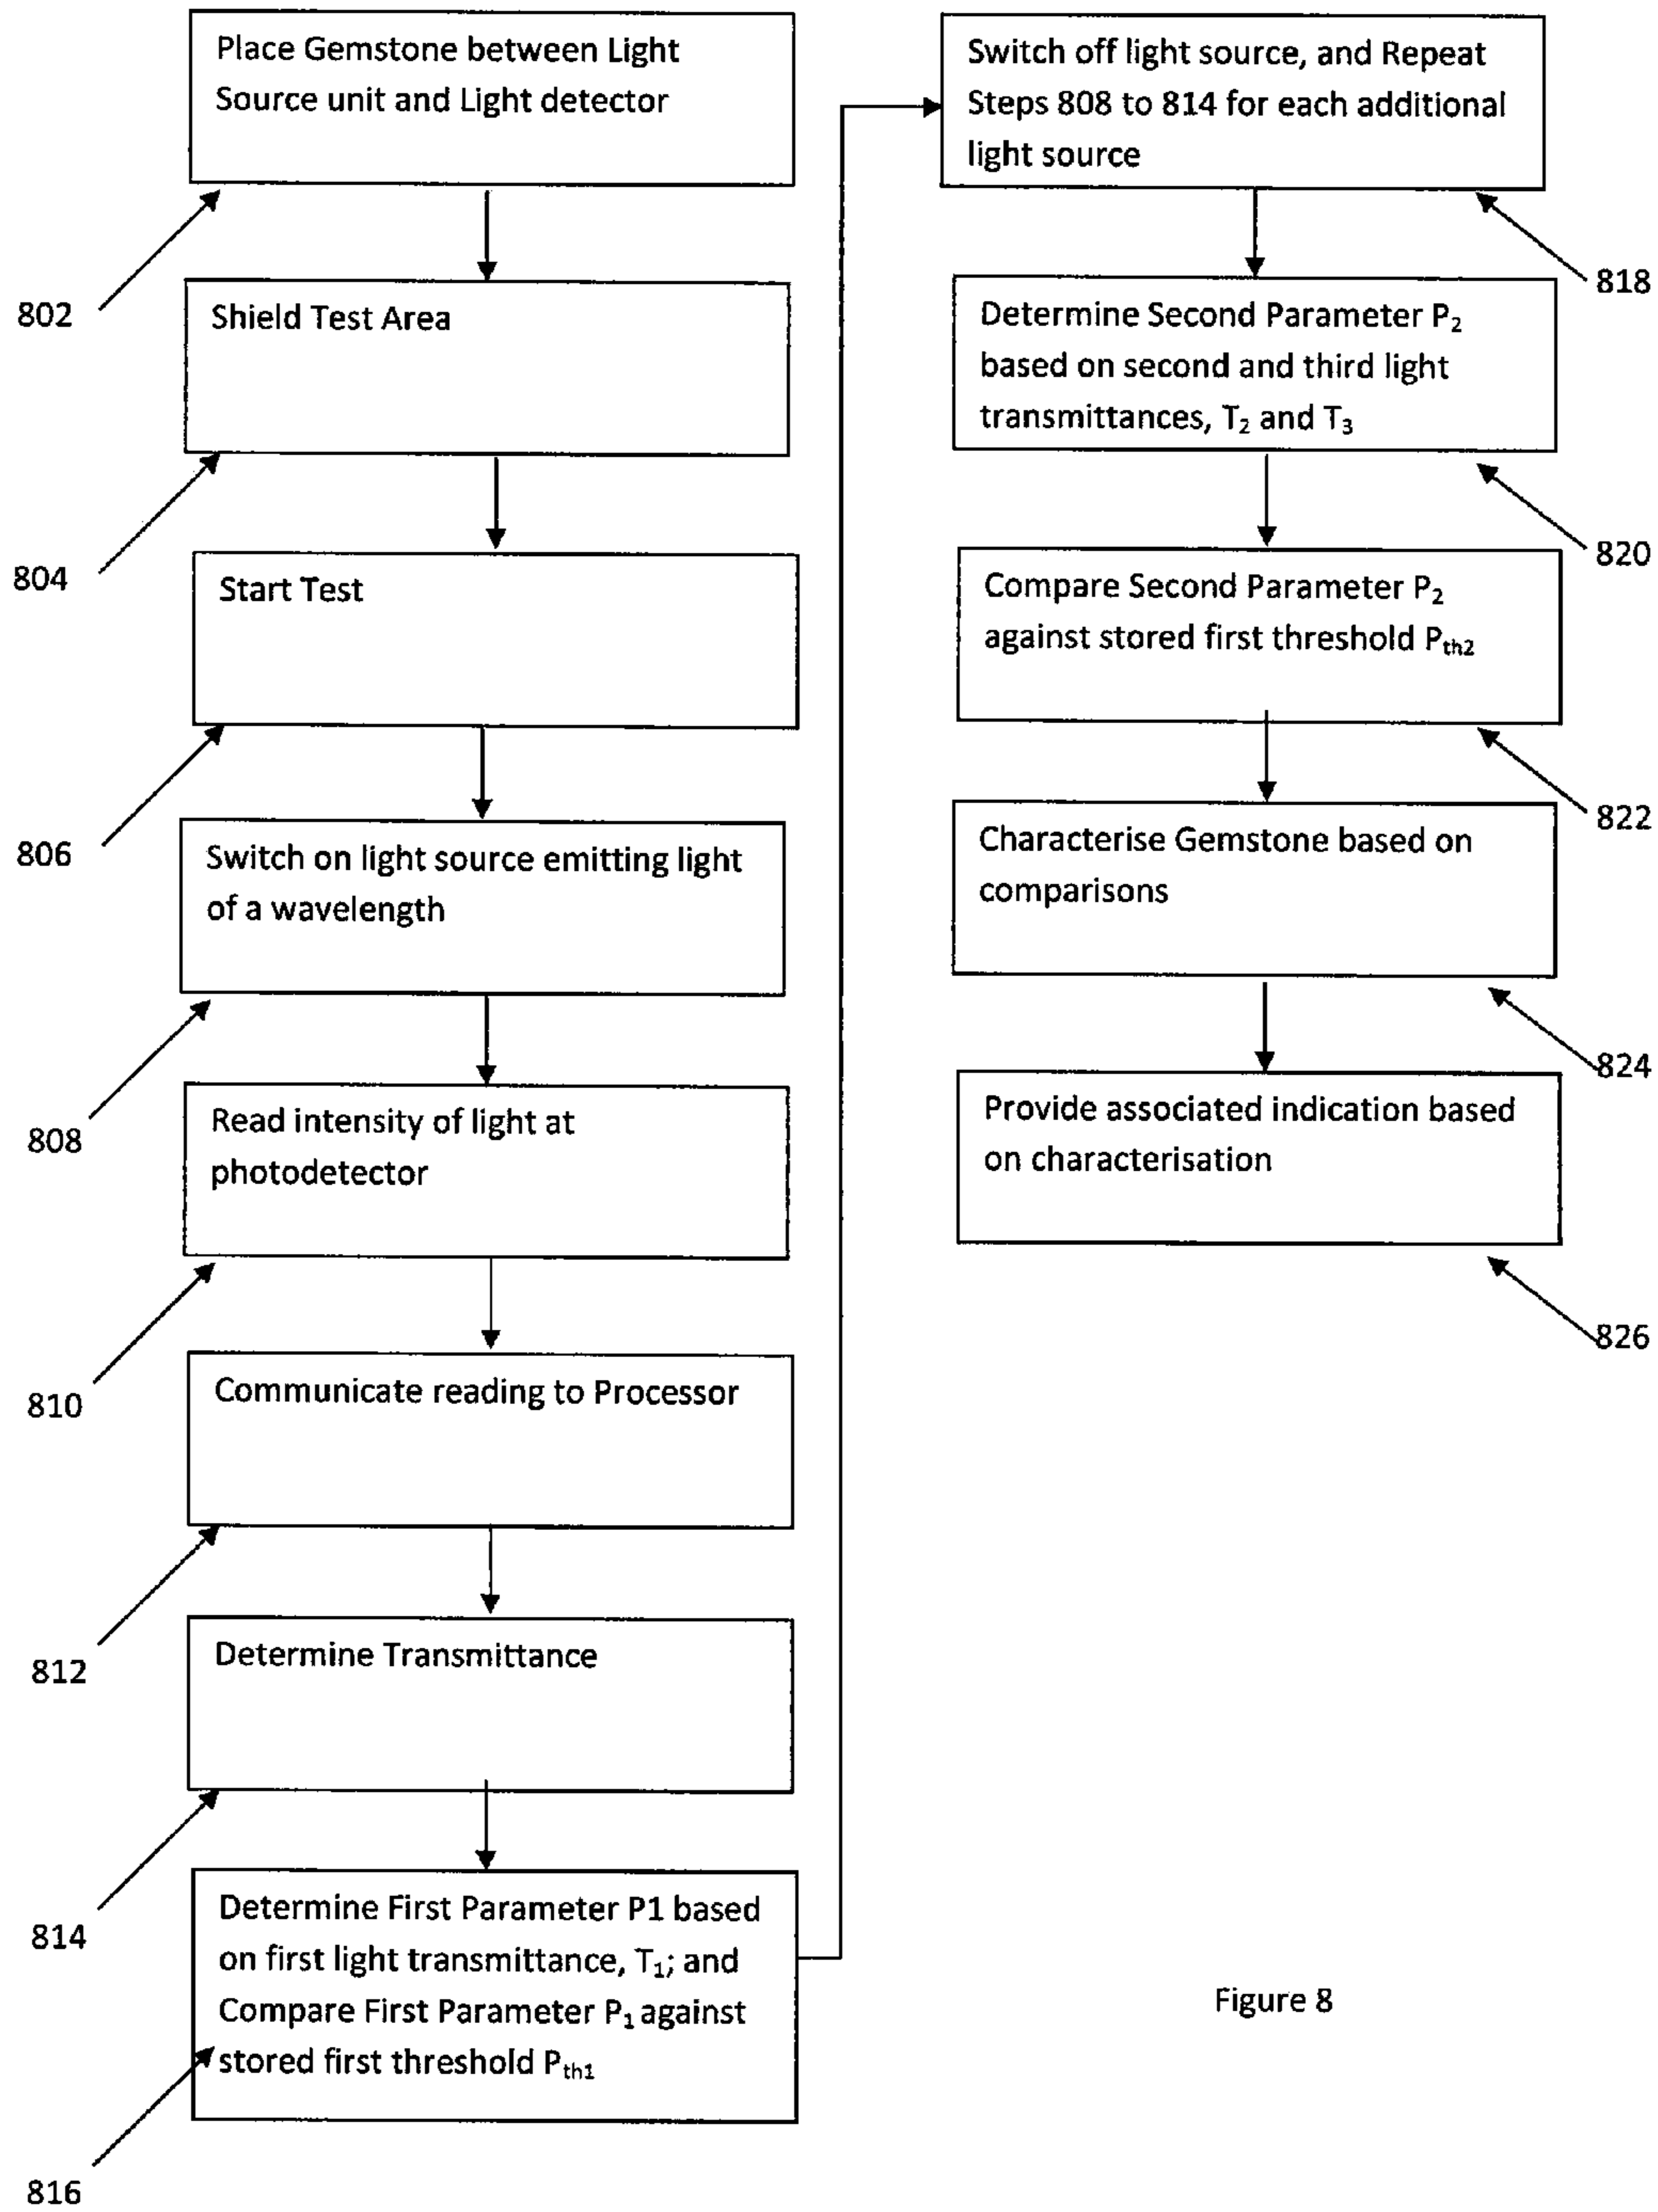 Place Gemstone between Light
Source unit and Light detector
802
Shield Test Area
804
Start Test
806
Switch on light source emitting light
of a wavelength
808
Read intensity of light at
photodetector
810
Communicate reading to Processor
812
Determine Transmittance
814
Determine First Parameter P1 based
on first light transmittance, T₁; and
Compare First Parameter P₁ against
stored first threshold Pth1
816
Switch off light source, and Repeat
Steps 808 to 814 for each additional
light source
818
Determine Second Parameter P₂
based on second and third light
transmittances, T₂ and T₃
820
Compare Second Parameter P₂
against stored first threshold Pth2
822
Characterise Gemstone based on
comparisons
824
Provide associated indication based
on characterisation
826
Figure 8